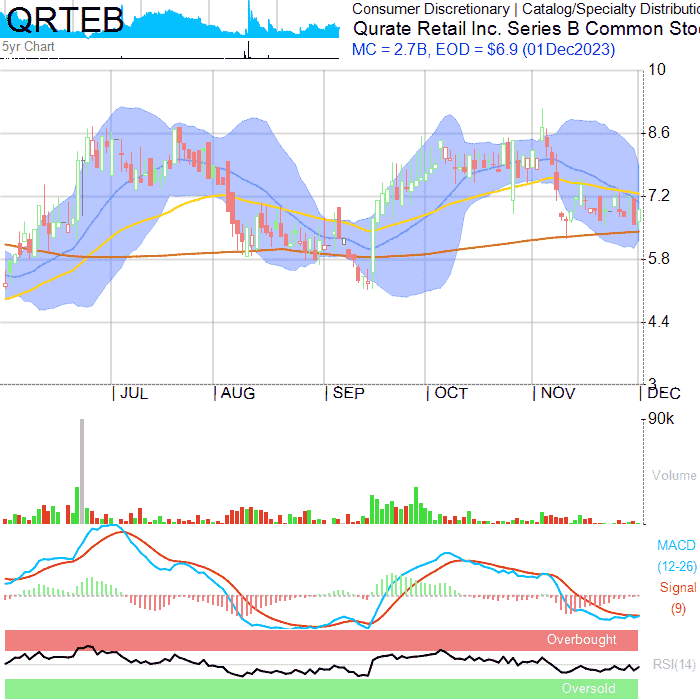 QRTEB
5yr Chart
Consumer Discretionary | Catalog/Specialty Distributio
Qurate Retail Inc. Series B Common Sto
MC = 2.7B, EOD = $6.9 (01Dec2023)
10
8.6
7.2
5.8
4.4
3
JUL AUG SEP OCT NOV DEC
90k
Volume
MACD
(12-26)
Signal
(9)
Overbought
RSI(14)
Oversold